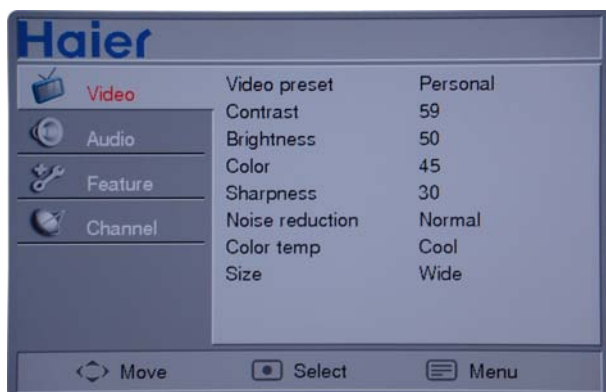 Haier
Video
Audio
Feature
Channel
Video preset Personal
Contrast 59
Brightness 50
Color 45
Sharpness 30
Noise reduction Normal
Color temp Cool
Size Wide
Move Select Menu